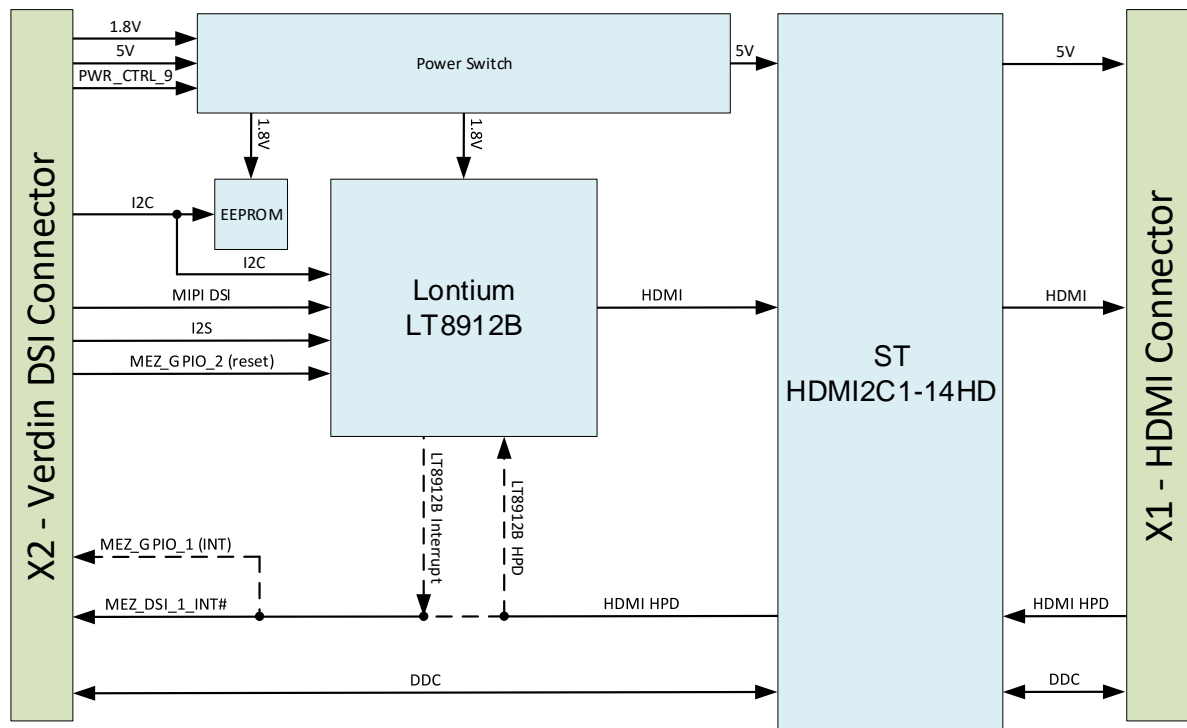 1.8V
5V
PWR_CTRL_9
Power Switch
5V
5V
1.8V
1.8V
X2 - Verdin DSI Connector
I2C
EEPROM
I2C
MIPI DSI
I2S
MEZ_GPIO_2 (reset)
Lontium
LT8912B
HDMI
ST
HDMI2C1-14HD
HDMI
X1 - HDMI Connector
LT8912B Interrupt
LT8912B HPD
MEZ_GPIO_1 (INT)
MEZ_DSI_1_INT#
HDMI HPD
HDMI HPD
DDC
DDC